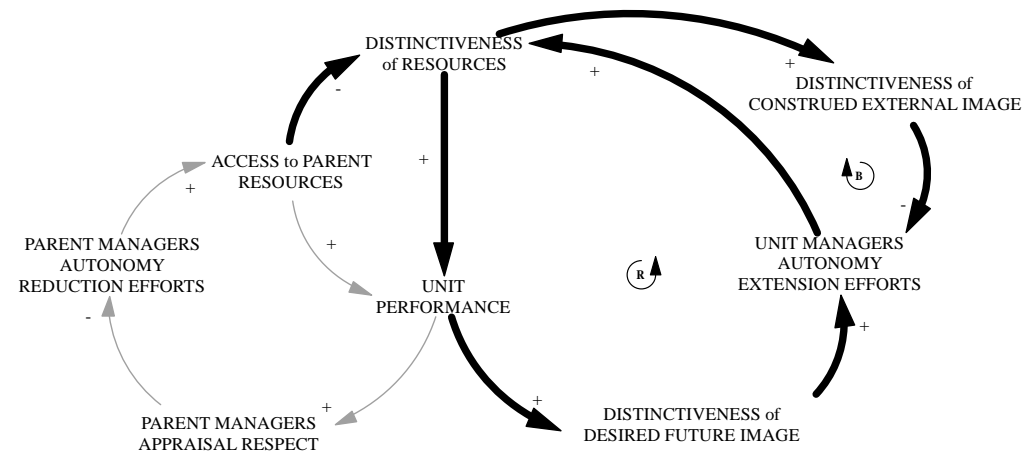 DISTINCTIVENESS
of RESOURCES
+
+
-
DISTINCTIVENESS of
CONSTRUED EXTERNAL IMAGE
+
ACCESS to PARENT
RESOURCES
B
+
-
+
PARENT MANAGERS
AUTONOMY
REDUCTION EFFORTS
UNIT MANAGERS
AUTONOMY
EXTENSION EFFORTS
R
UNIT
PERFORMANCE
-
+
+
+
DISTINCTIVENESS of
DESIRED FUTURE IMAGE
PARENT MANAGERS
APPRAISAL RESPECT